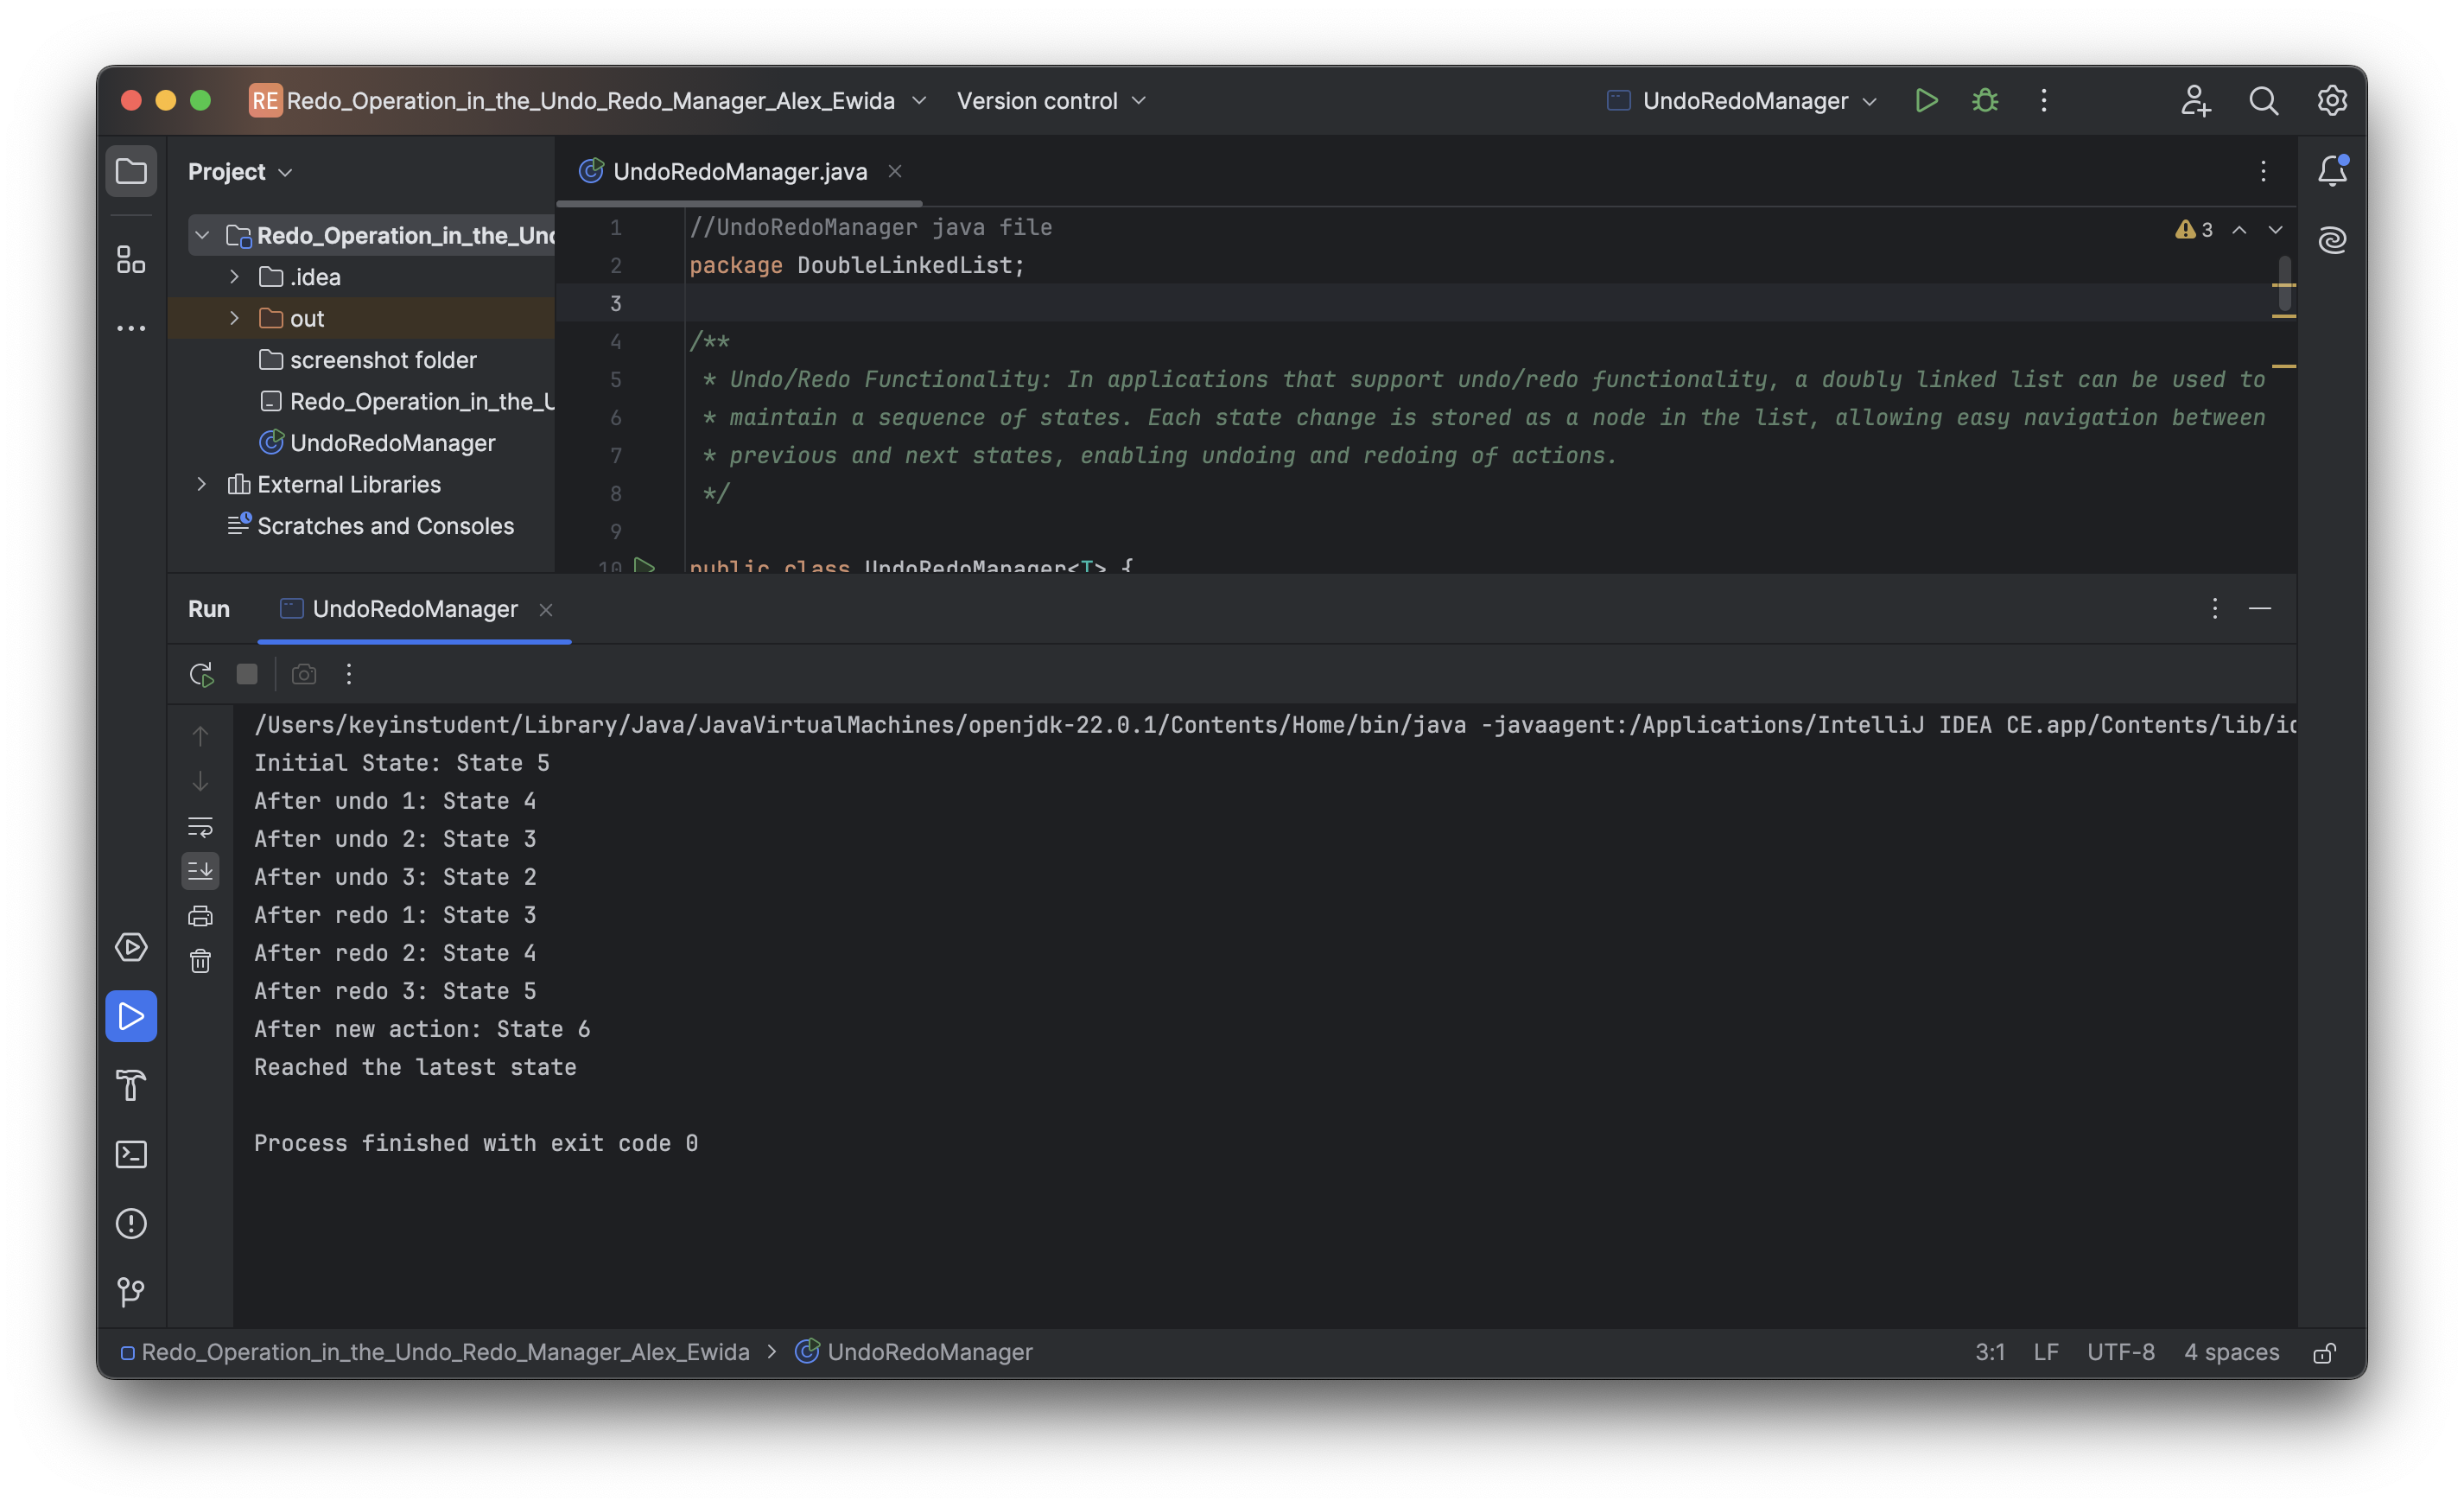 RE Redo_Operation_in_the_Undo_Redo_Manager_Alex_Ewida Version control UndoRedoManager
Project
Redo_Operation_in_the_Und
.idea
out
screenshot folder
Redo_Operation_in_the_U
UndoRedoManager
External Libraries
Scratches and Consoles
UndoRedoManager.java
3
1 //UndoRedoManager java file
2 package DoubleLinkedList;
3
4 /**
5 * Undo/Redo Functionality: In applications that support undo/redo functionality, a doubly linked list can be used to
6 * maintain a sequence of states. Each state change is stored as a node in the list, allowing easy navigation between
7 * previous and next states, enabling undoing and redoing of actions.
8 */
9
10 public class UndoRedoManager<T> {
Run UndoRedoManager
/Users/keyinstudent/Library/Java/JavaVirtualMachines/openjdk-22.0.1/Contents/Home/bin/java -javaagent:/Applications/IntelliJ IDEA CE.app/Contents/lib/id
Initial State: State 5
After undo 1: State 4
After undo 2: State 3
After undo 3: State 2
After redo 1: State 3
After redo 2: State 4
After redo 3: State 5
After new action: State 6
Reached the latest state
Process finished with exit code 0
Redo_Operation_in_the_Undo_Redo_Manager_Alex_Ewida > UndoRedoManager 3:1 LF UTF-8 4 spaces